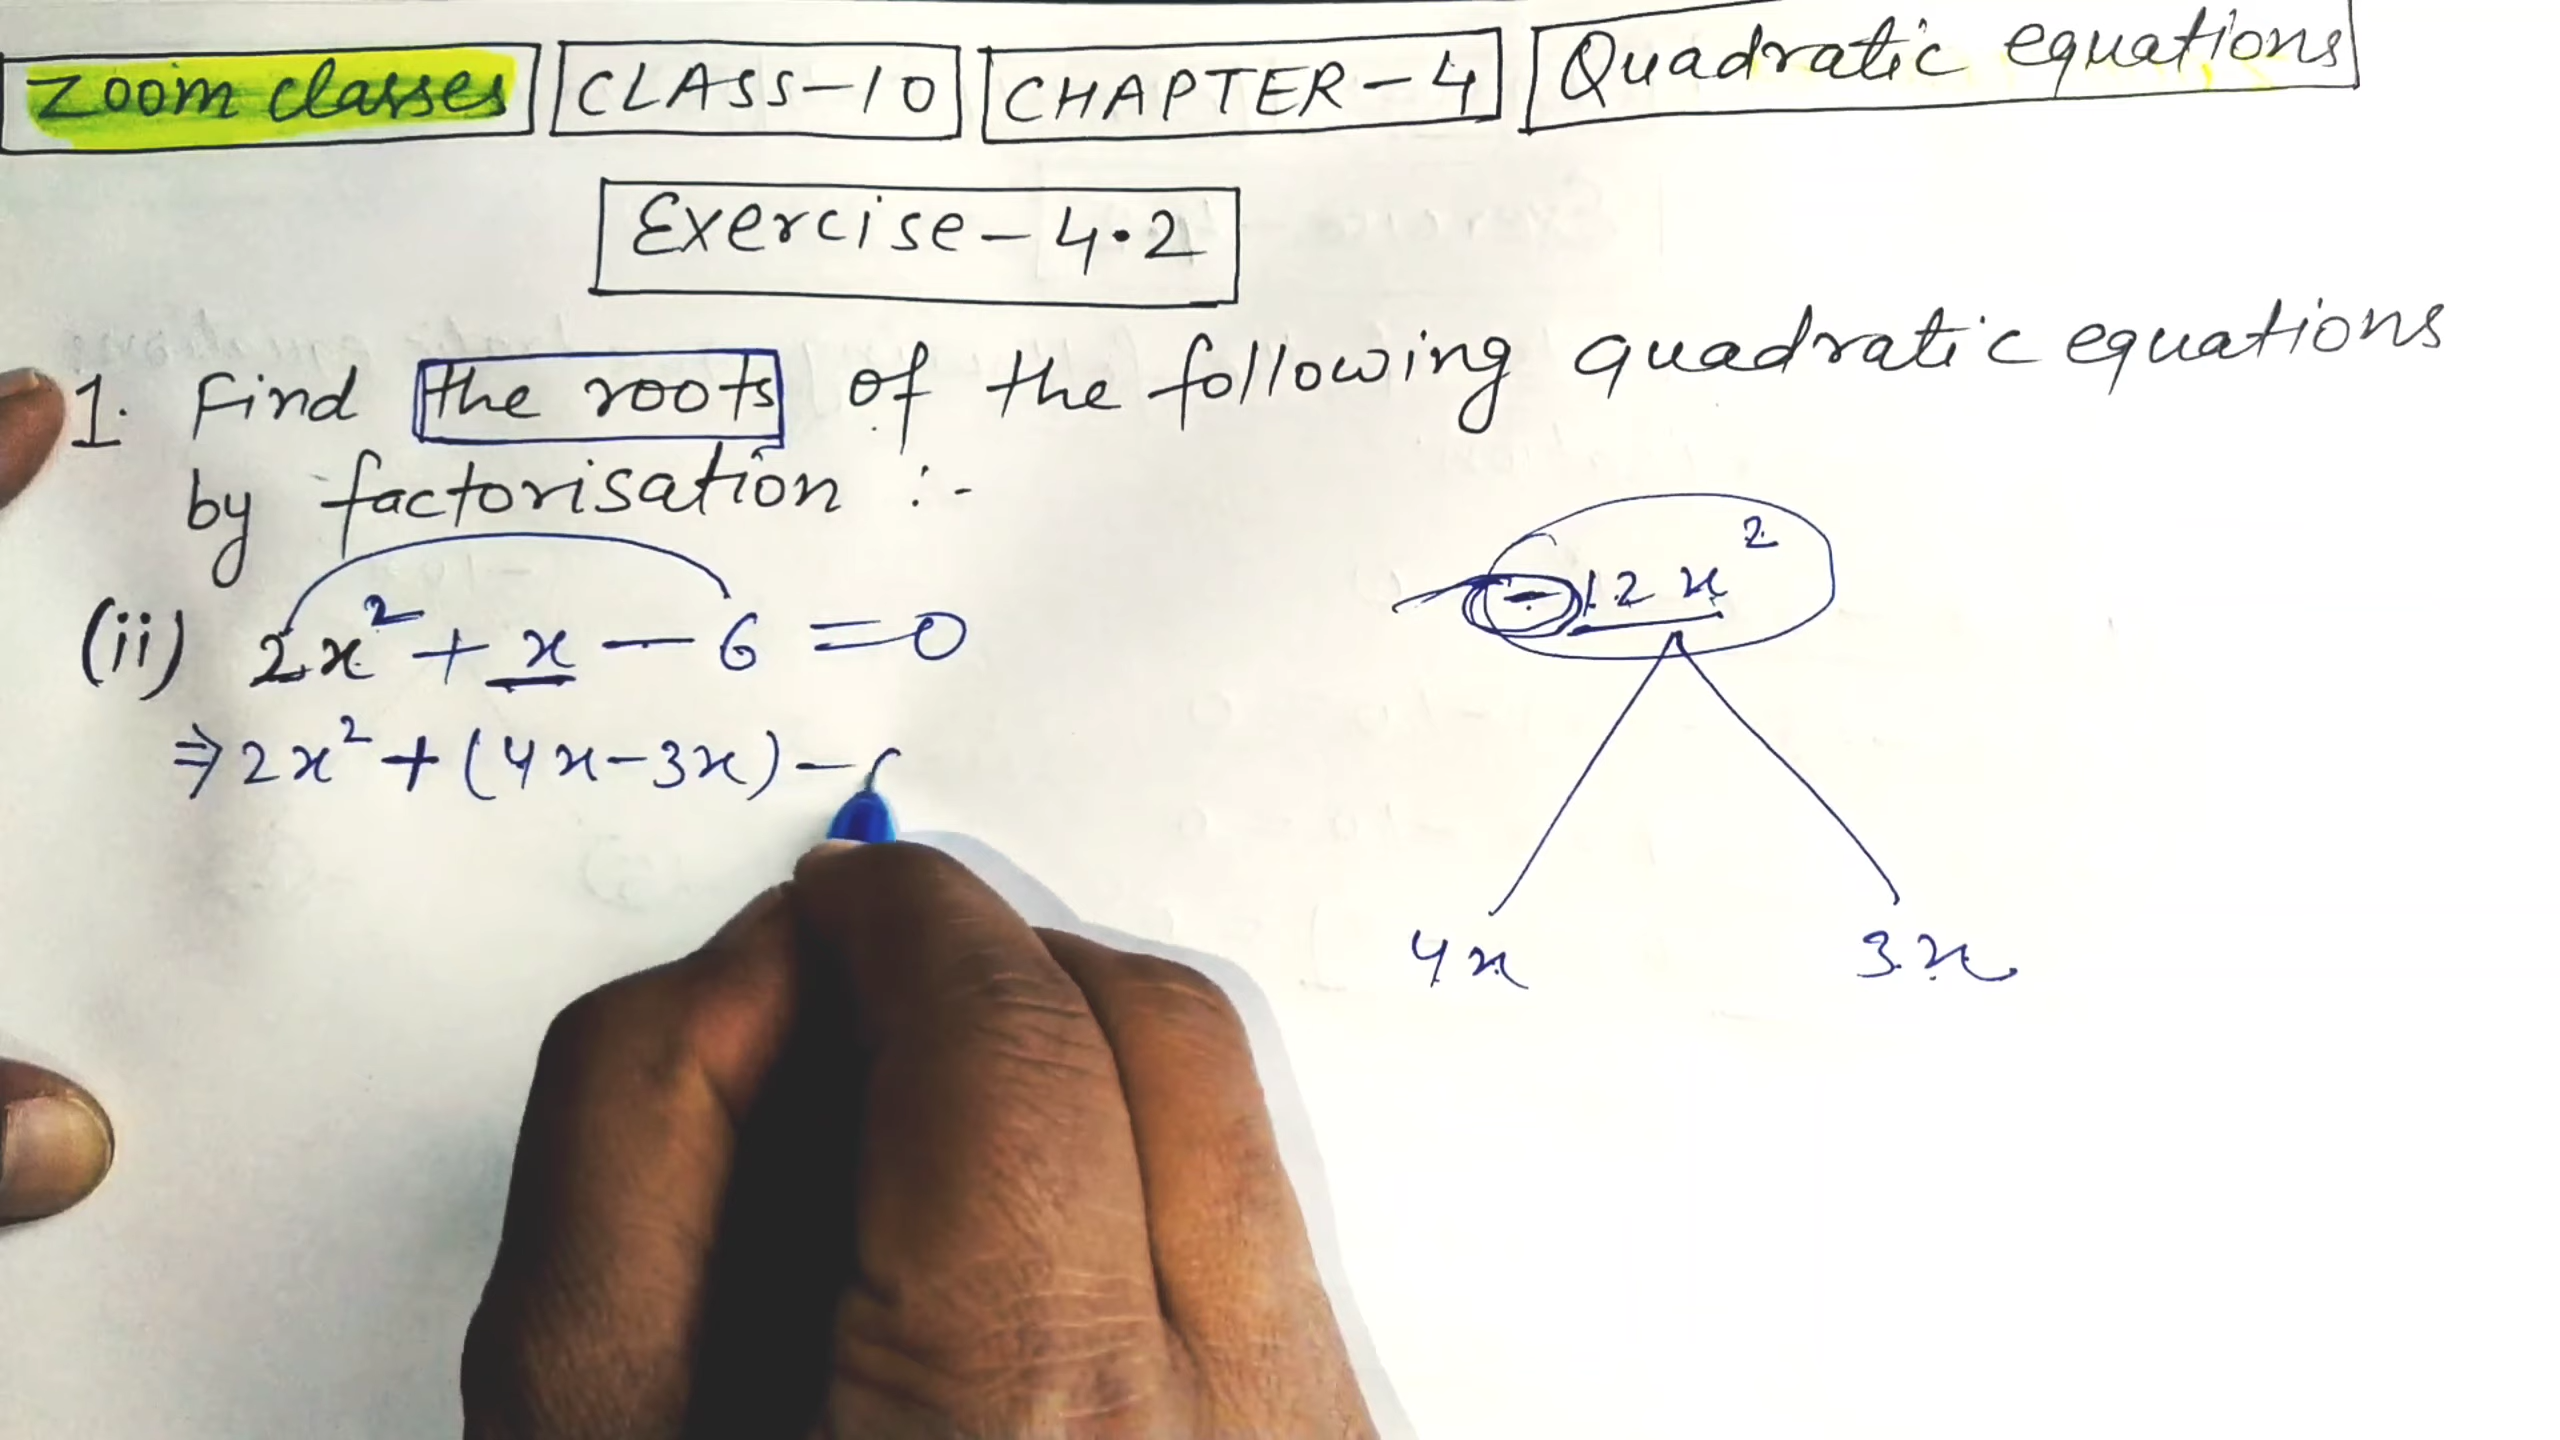 Zoom classes CLASS-10 CHAPTER-4 Quadratic equations
Exercise-4.2
1. Find the roots of the following quadratic equations
by factorisation :-
(ii) 2x² + x - 6 = 0
⇒ 2x² + (4x-3x) -
-12x²
4x 3x